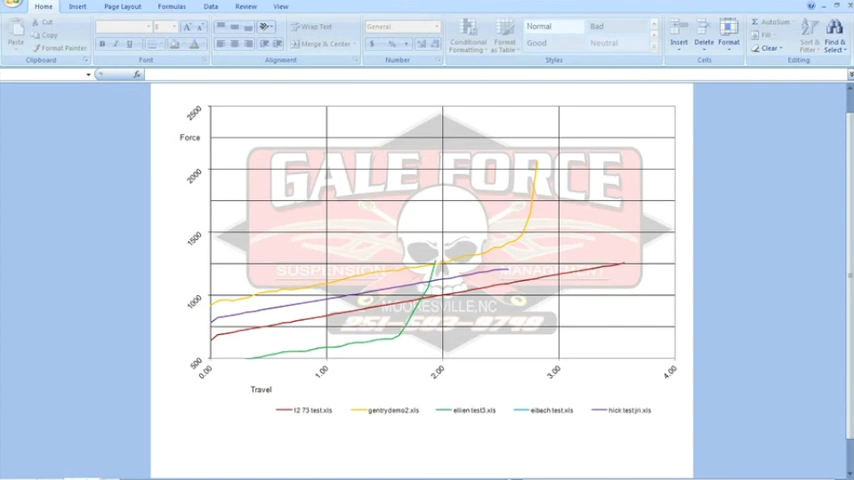 Home Insert Page Layout Formulas Data Review View
Cut
Copy
Paste
Format Painter
Clipboard
Font
Wrap Text
Merge & Center
Alignment
General
Number
Conditional Formatting
Format as Table
Normal Bad
Good Neutral
Styles
Insert Delete Format
Cells
AutoSum
Fill
Clear
Sort & Filter
Find & Select
Editing
fx
Force
2500
2000
1500
1000
500
GALE FORCE
SUSPENSION
MOORESVILLE, NC
0.00 1.00 2.00 3.00 4.00
Travel
t2 73 test.xls gentrydemo2.xls ellien test3.xls eibach test.xls hick testjri.xls